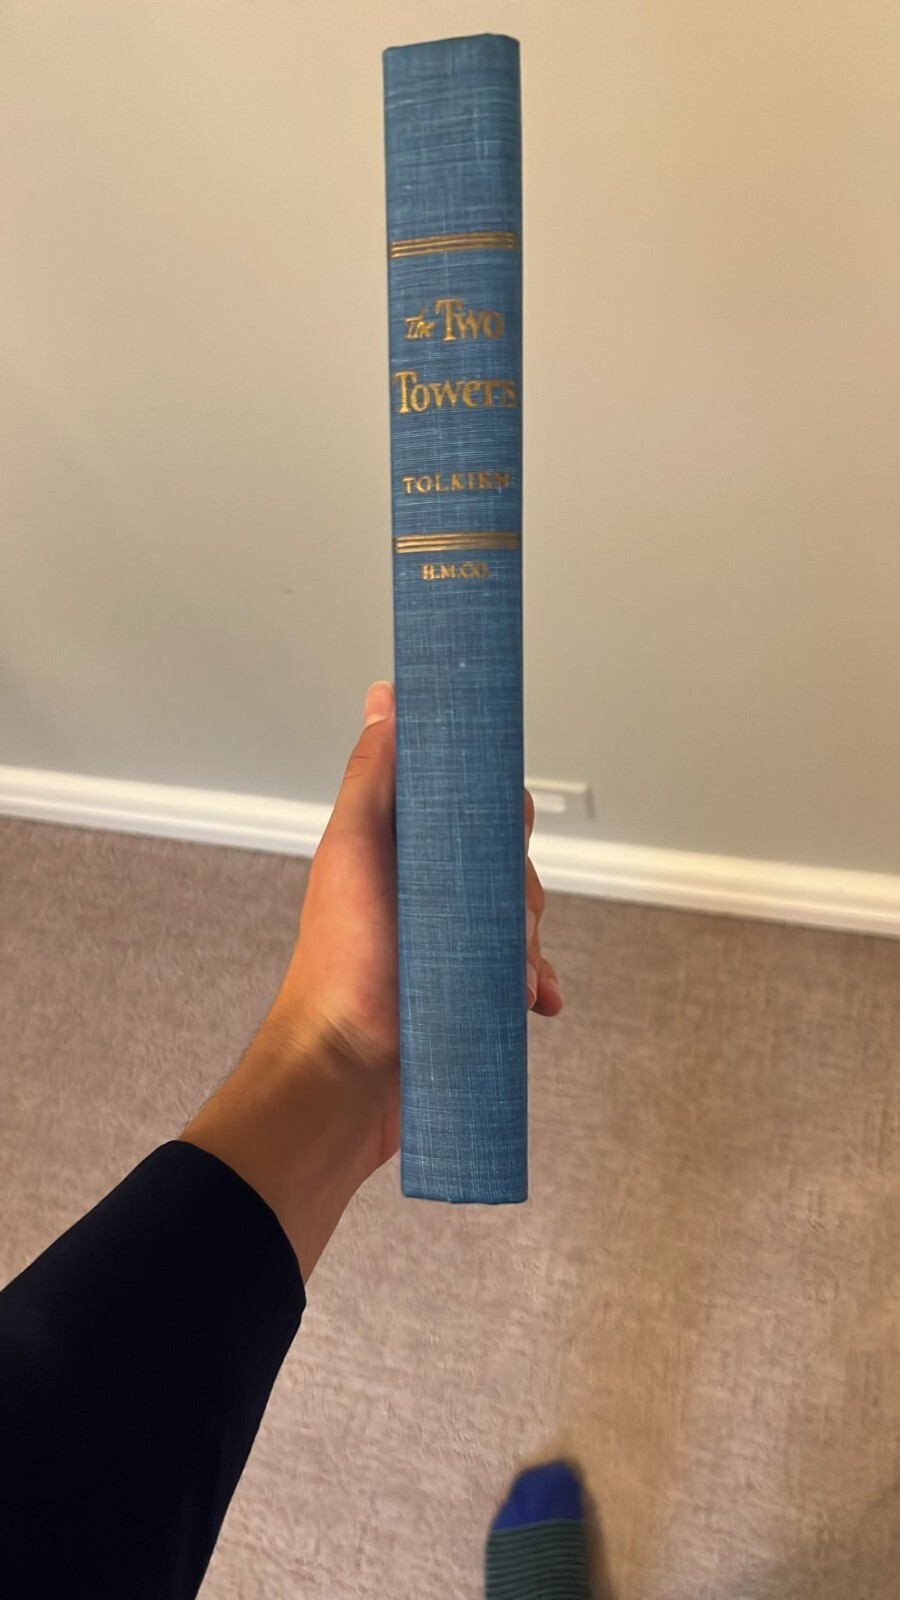 The Two
Towers
TOLKIEN
H.M.CO.